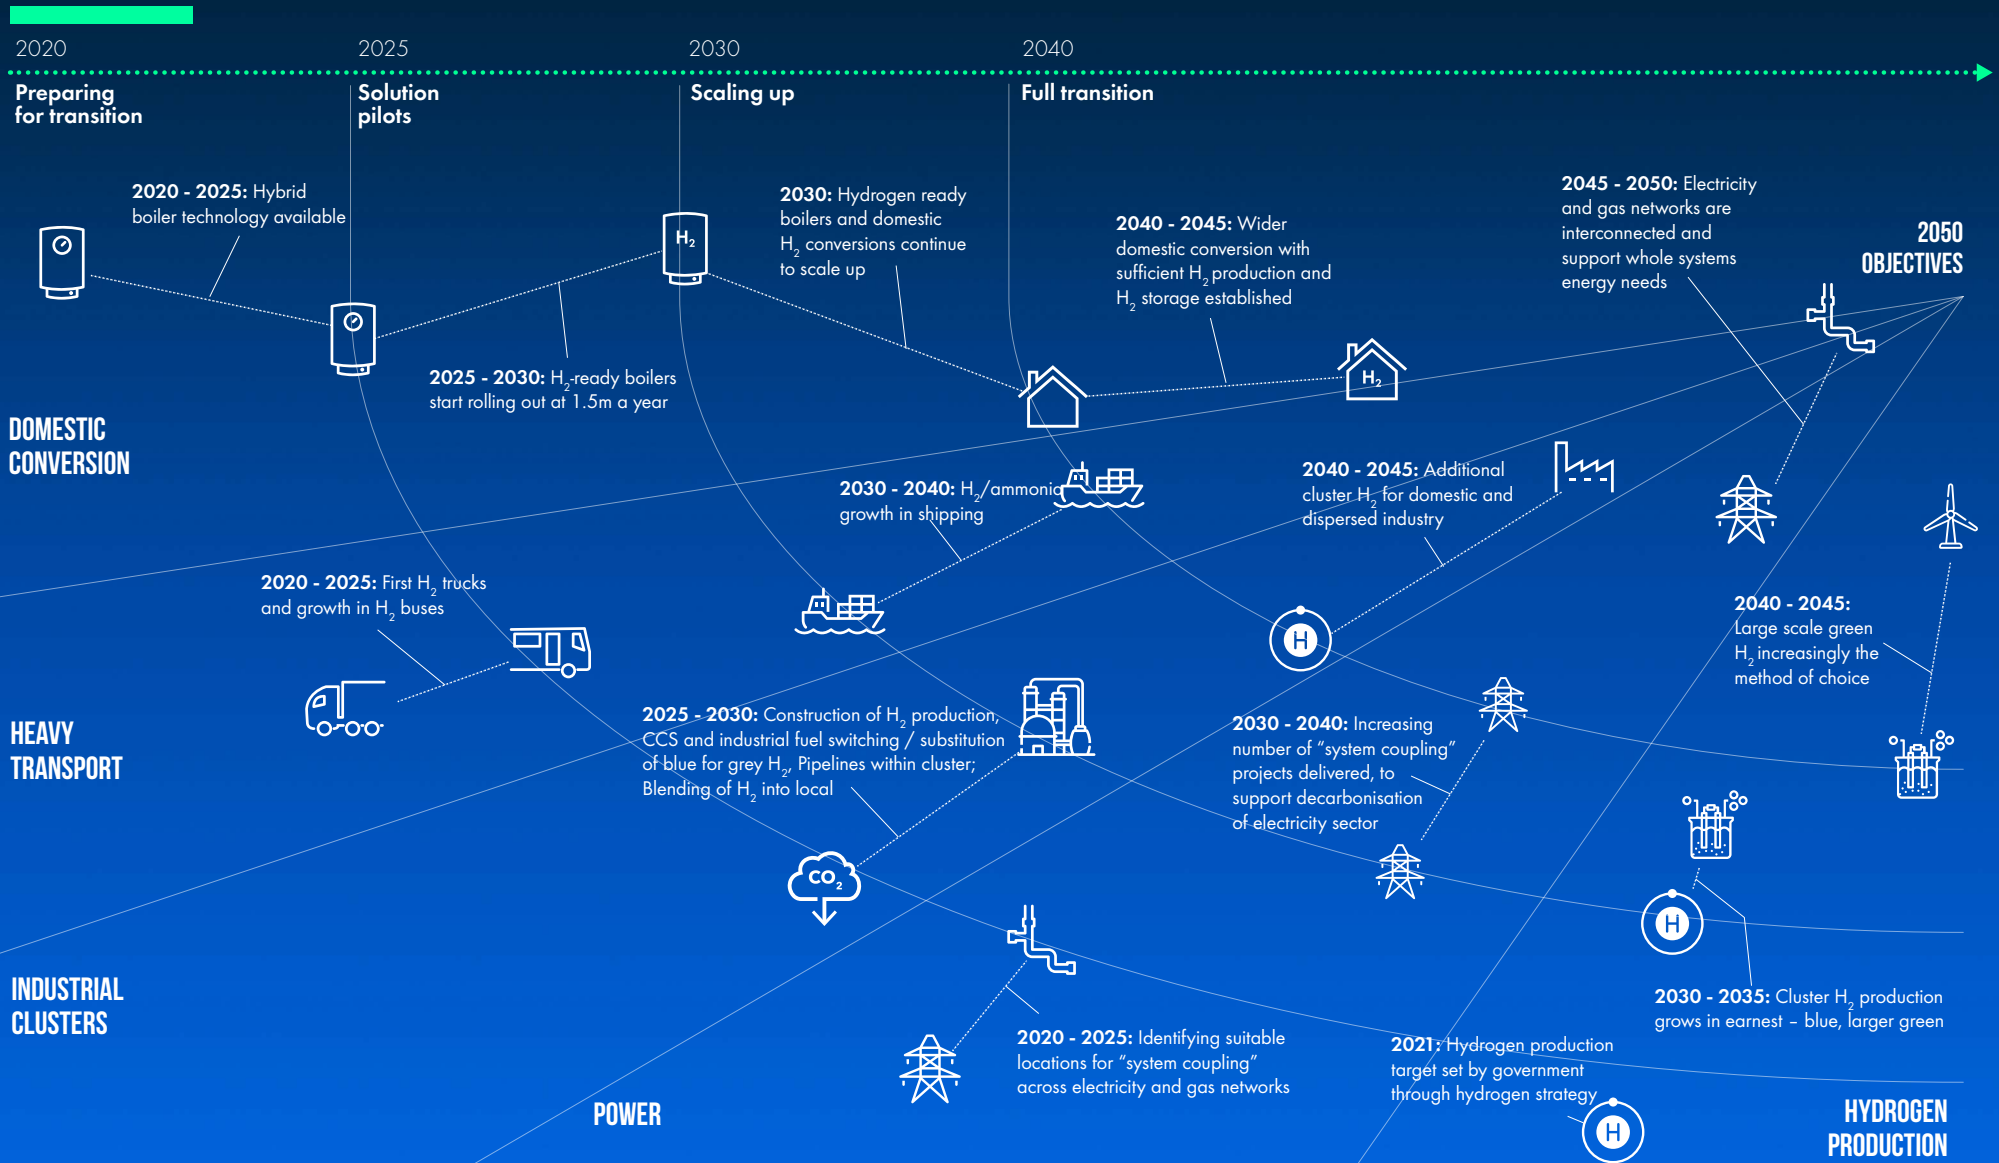 2020
2025
2030
2040
Preparing
for transition
Solution
pilots
Scaling up
Full transition
2020 - 2025: Hybrid
boiler technology available
2025 - 2030: H₂-ready boilers
start rolling out at 1.5m a year
H₂
2030: Hydrogen ready
boilers and domestic
H₂ conversions continue
to scale up
2040 - 2045: Wider
domestic conversion with
sufficient H₂ production and
H₂ storage established
H₂
2045 - 2050: Electricity
and gas networks are
interconnected and
support whole systems
energy needs
2050
OBJECTIVES
DOMESTIC
CONVERSION
2020 - 2025: First H₂ trucks
and growth in H₂ buses
2030 - 2040: H₂/ammonia
growth in shipping
2040 - 2045: Additional
cluster H₂ for domestic and
dispersed industry
H
HEAVY
TRANSPORT
2025 - 2030: Construction of H₂ production,
CCS and industrial fuel switching / substitution
of blue for grey H₂, Pipelines within cluster;
Blending of H₂ into local
CO₂
2030 - 2040: Increasing
number of “system coupling”
projects delivered, to
support decarbonisation
of electricity sector
2040 - 2045:
Large scale green
H₂ increasingly the
method of choice
H
2030 - 2035: Cluster H₂ production
grows in earnest – blue, larger green
INDUSTRIAL
CLUSTERS
2020 - 2025: Identifying suitable
locations for “system coupling”
across electricity and gas networks
2021: Hydrogen production
target set by government
through hydrogen strategy
H
POWER
HYDROGEN
PRODUCTION